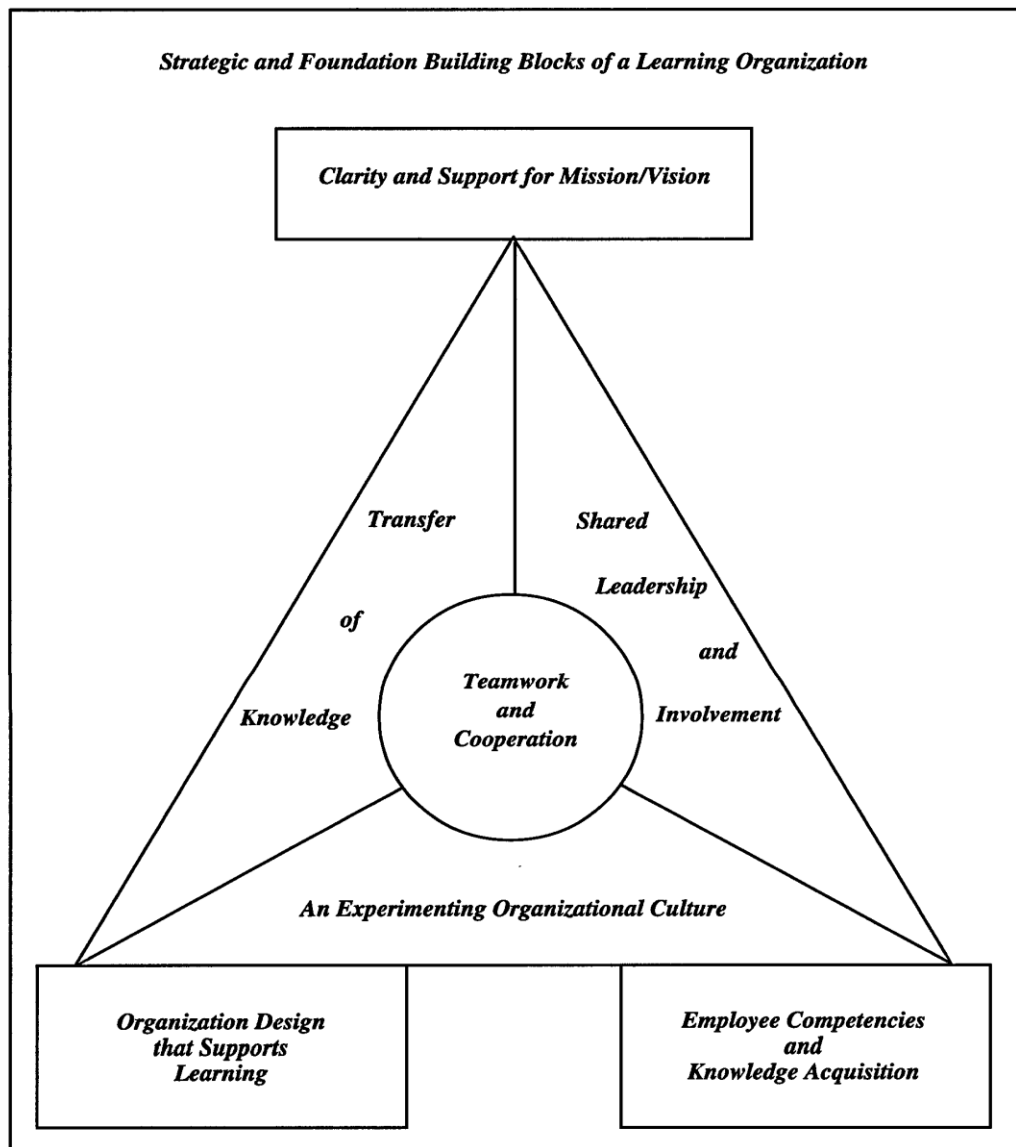 Strategic and Foundation Building Blocks of a Learning Organization
Clarity and Support for Mission/Vision
Transfer
of
Knowledge
Shared
Leadership
and
Involvement
Teamwork
and
Cooperation
An Experimenting Organizational Culture
Organization Design
that Supports
Learning
Employee Competencies
and
Knowledge Acquisition